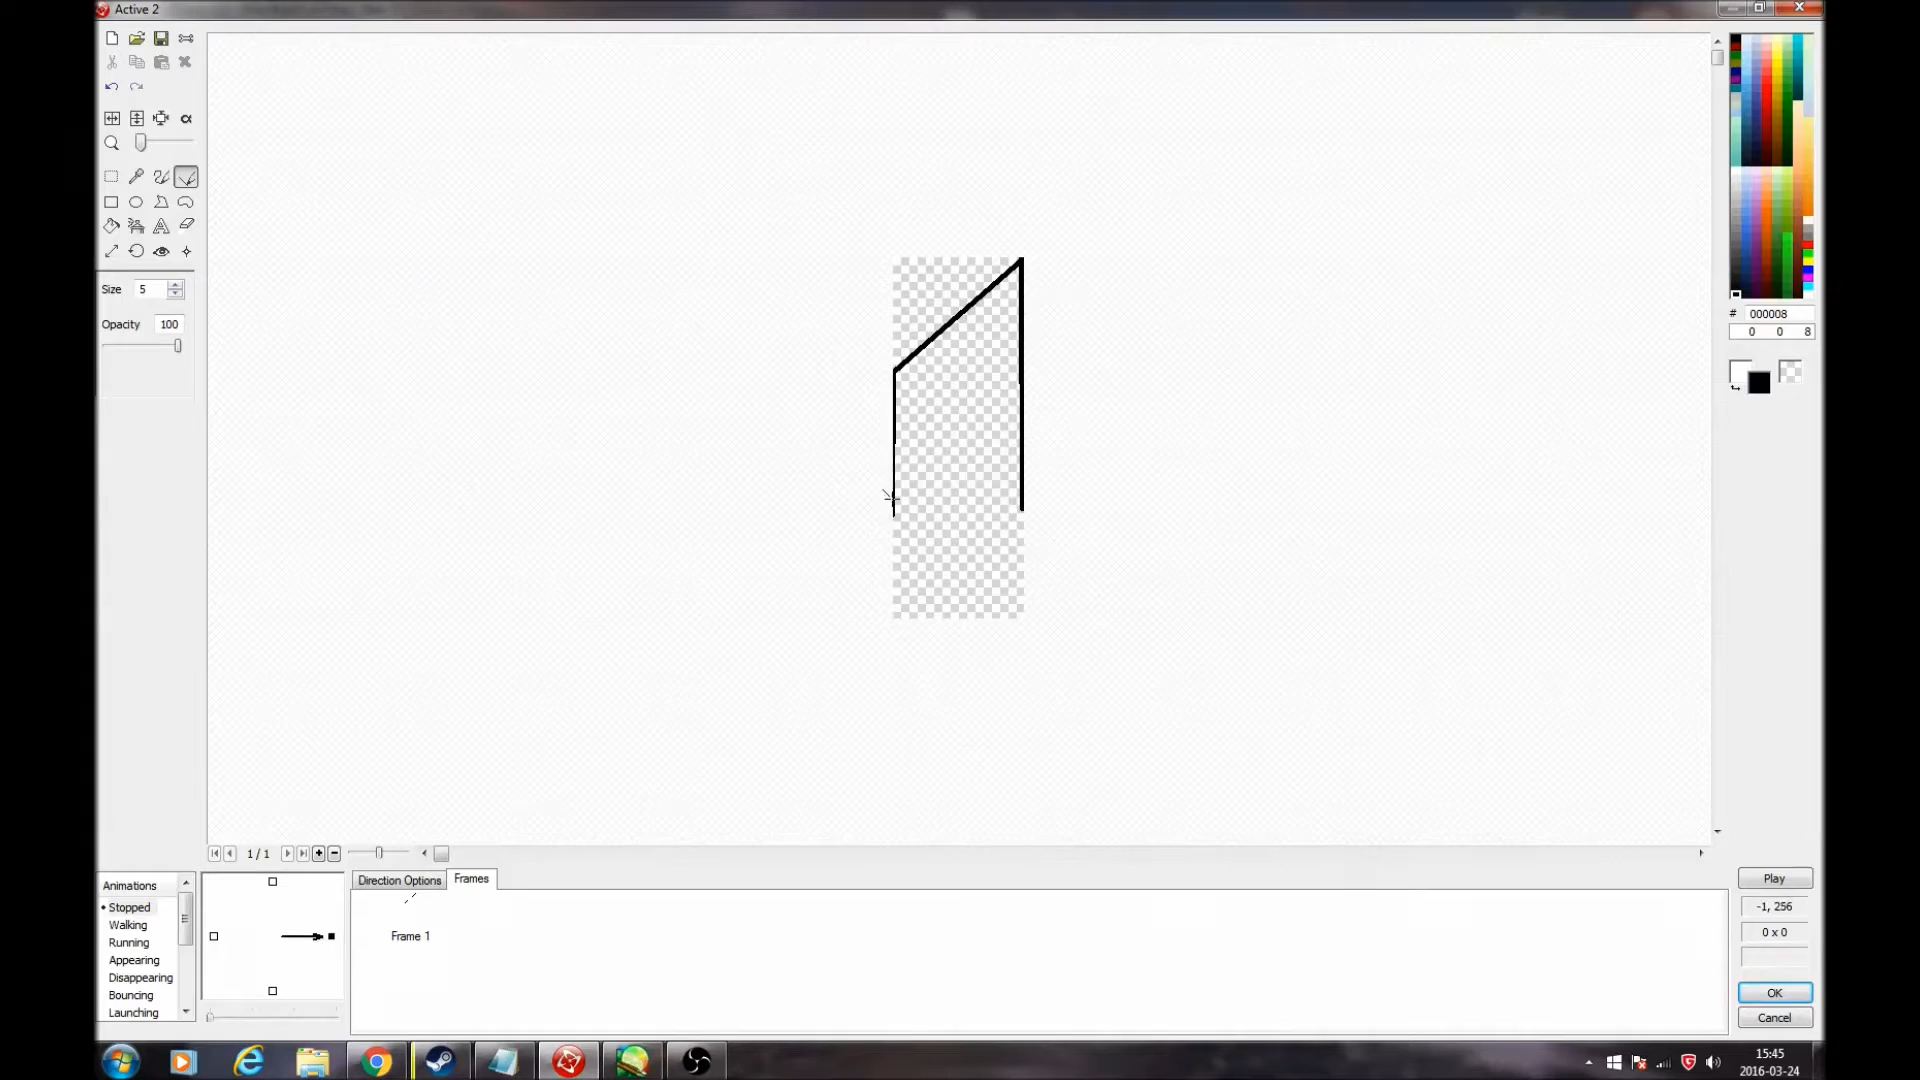 Active 2
Size 5
Opacity 100
# 000008
0 0 8
1 / 1
Animations
Stopped
Walking
Running
Appearing
Disappearing
Bouncing
Launching
Direction Options
Frames
Frame 1
Play
-1, 256
0 x 0
OK
Cancel
15:45
2016-03-24